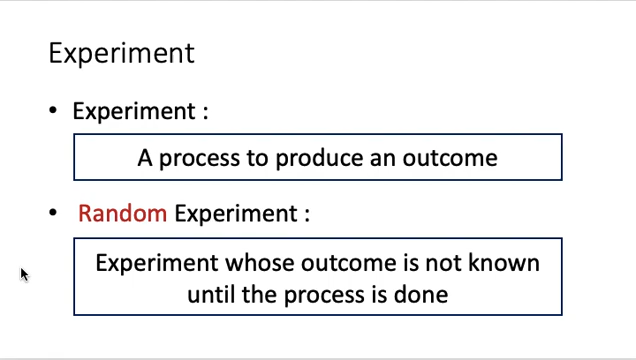 Experiment
• Experiment :
A process to produce an outcome
• Random Experiment :
Experiment whose outcome is not known
until the process is done